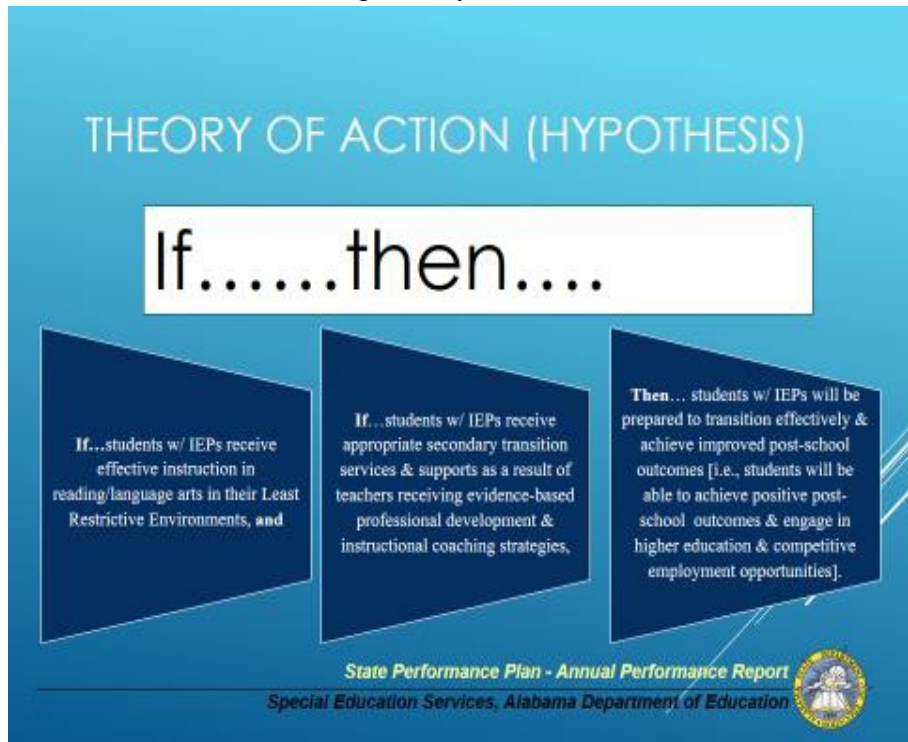 THEORY OF ACTION (HYPOTHESIS)
If......then....
If...students w/ IEPs receive
effective instruction in
reading/language arts in their Least
Restrictive Environments, and
If…students w/ IEPs receive
appropriate secondary transition
services & supports as a result of
teachers receiving evidence-based
professional development &
instructional coaching strategies,
Then… students w/ IEPs will be
prepared to transition effectively &
achieve improved post-school
outcomes [i.e., students will be
able to achieve positive post-
school outcomes & engage in
higher education & competitive
employment opportunities].
State Performance Plan - Annual Performance Report
Special Education Services, Alabama Department of Education